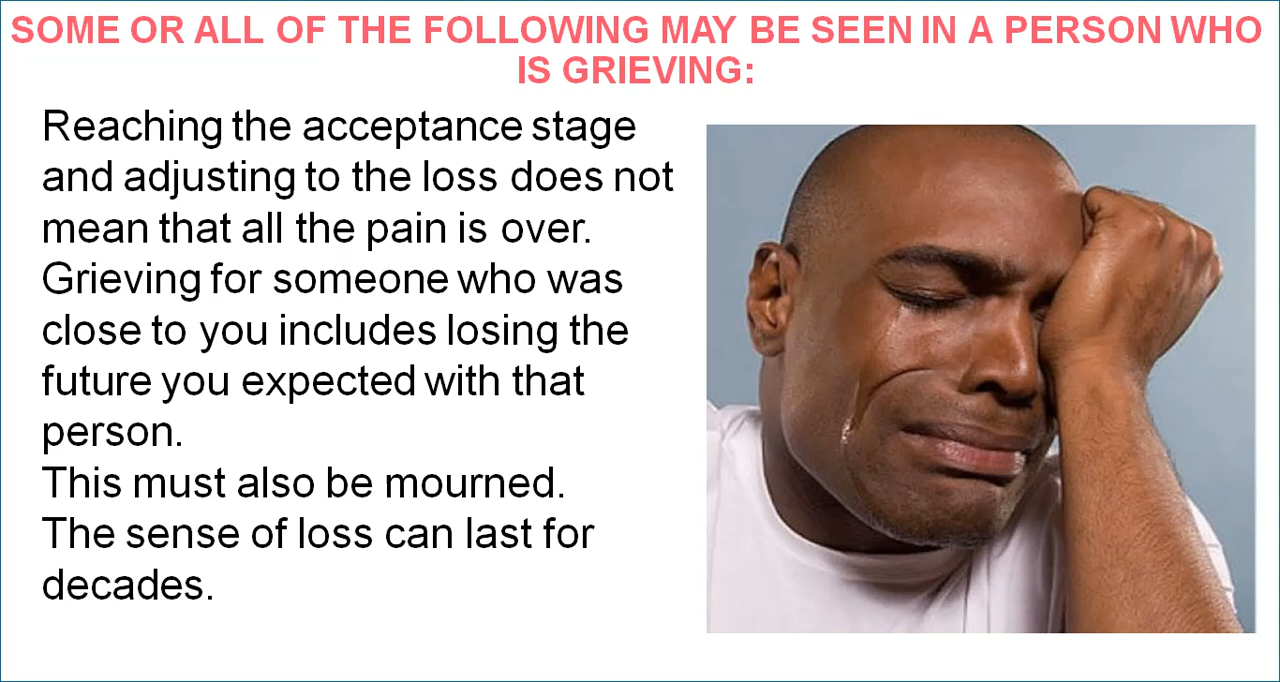 SOME OR ALL OF THE FOLLOWING MAY BE SEEN IN A PERSON WHO
IS GRIEVING:
Reaching the acceptance stage
and adjusting to the loss does not
mean that all the pain is over.
Grieving for someone who was
close to you includes losing the
future you expected with that
person.
This must also be mourned.
The sense of loss can last for
decades.